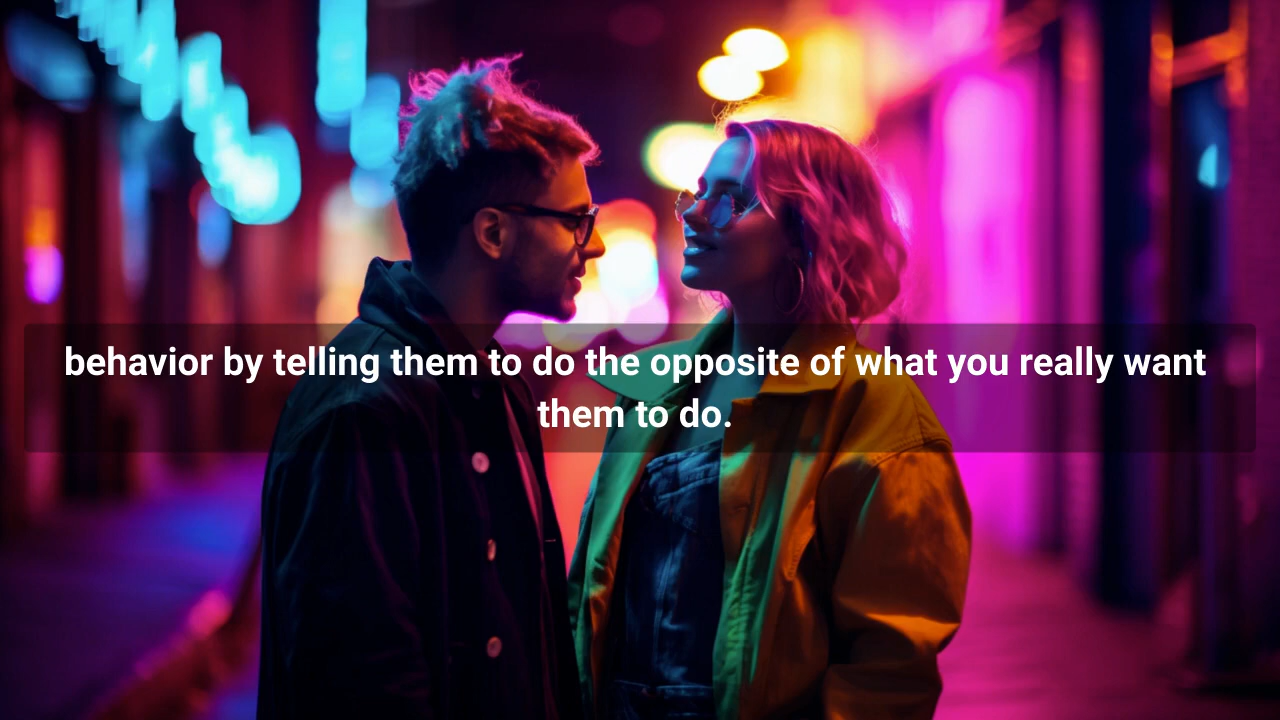 behavior by telling them to do the opposite of what you really want
them to do.